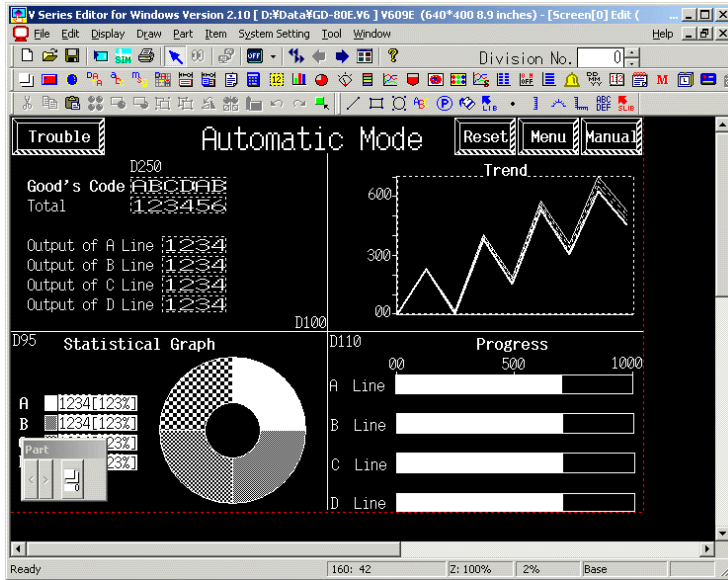 V Series Editor for Windows Version 2.10 [ D:¥Data¥GD-80E.V6 ] V609E (640*400 8.9 inches) - [Screen[0] Edit ( ...
File Edit Display Draw Part Item System Setting Tool Window Help
OFF Division No. 0
Trouble Automatic Mode Reset Menu Manual
D250
Good's Code ABCDAB
Total 123456
Output of A Line 1234
Output of B Line 1234
Output of C Line 1234
Output of D Line 1234
D100
Trend
600
300
00
D95 Statistical Graph
A 1234[123%]
B 1234[123%]
23%]
23%]
Part
D110 Progress
00 500 1000
A Line
B Line
C Line
D Line
Ready 160: 42 Z: 100% 2% Base